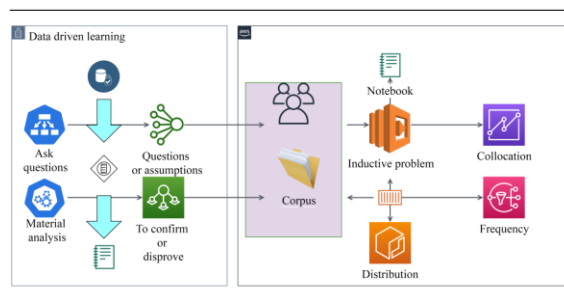 Data driven learning
aws
Notebook
Ask
questions
Questions
or assumptions
Inductive problem
Collocation
Corpus
Material
analysis
To confirm
or
disprove
Frequency
Distribution